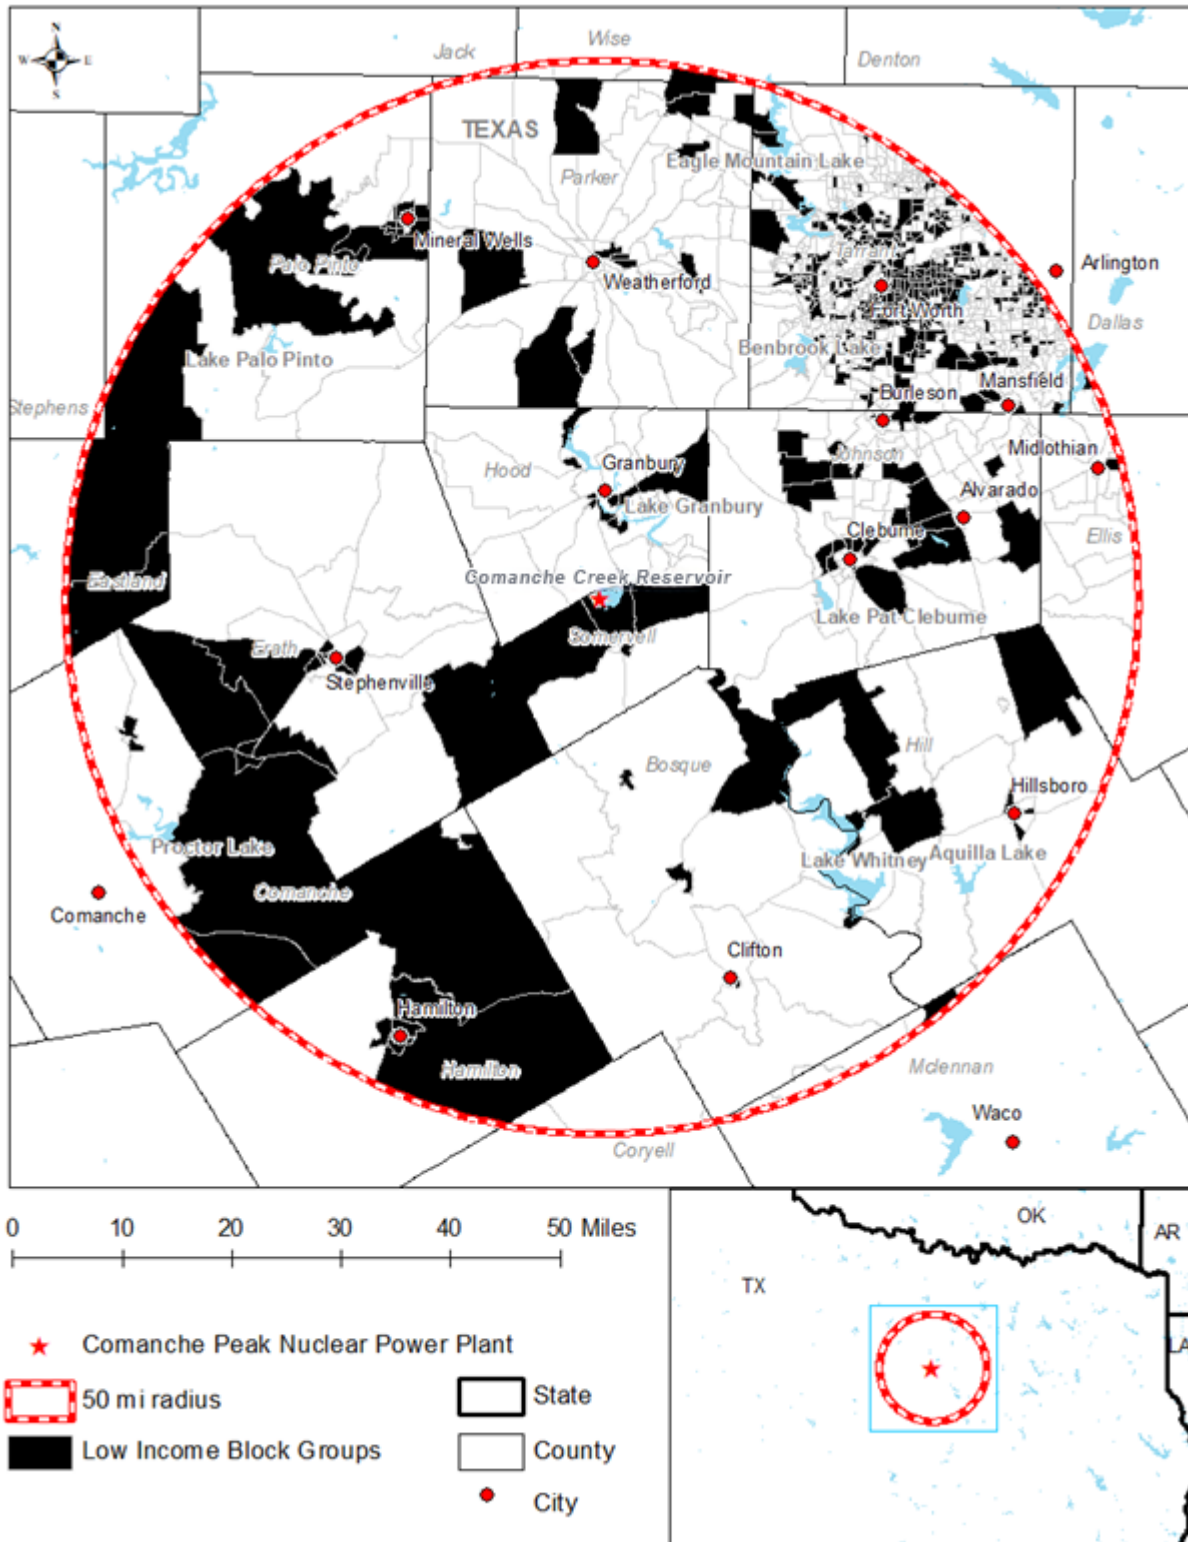 N
W E
S
Jack
Wise
Denton
TEXAS
Parker
Eagle Mountain Lake
Mineral Wells
Palo Pinto
Weatherford
Tarrant
Fort Worth
Arlington
Dallas
Lake Palo Pinto
Benbrook Lake
Burleson
Mansfield
Stephens
Hood
Granbury
Lake Granbury
Johnson
Midlothian
Alvarado
Cleburne
Ellis
Eastland
Comanche Creek Reservoir
Lake Pat Cleburne
Somervell
Erath
Stephenville
Bosque
Hill
Hillsboro
Proctor Lake
Lake Whitney
Aquilla Lake
Comanche
Comanche
Clifton
Hamilton
Hamilton
Mclennan
Waco
Coryell
0 10 20 30 40 50 Miles
Comanche Peak Nuclear Power Plant
50 mi radius
Low Income Block Groups
State
County
City
OK
AR
TX
LA